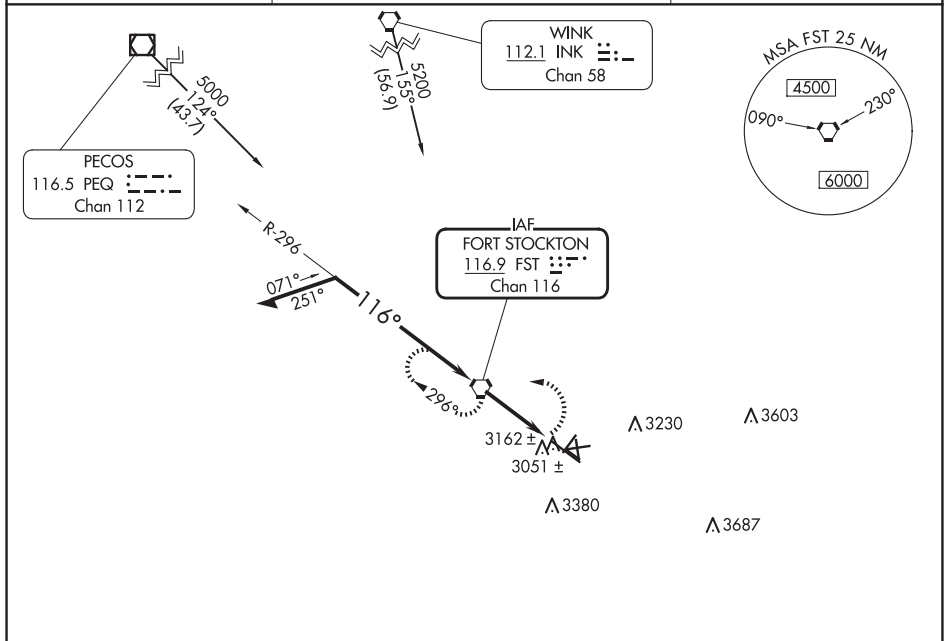 5000
124°
(43.7)
PECOS
116.5 PEQ
Chan 112
5200
155°
(56.9)
WINK
112.1 INK
Chan 58
MSA FST 25 NM
4500
090°
230°
6000
R-296
071°
251°
116°
IAF
FORT STOCKTON
116.9 FST
Chan 116
296°
3162 ±
3051 ±
3230
3603
3380
3687